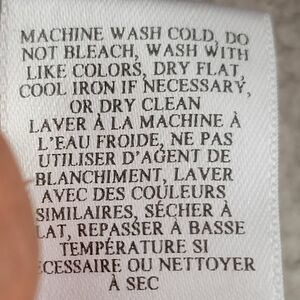 MACHINE WASH COLD, DO
NOT BLEACH, WASH WITH
LIKE COLORS, DRY FLAT,
COOL IRON IF NECESSARY,
OR DRY CLEAN
LAVER À LA MACHINE À
L'EAU FROIDE, NE PAS
UTILISER D'AGENT DE
BLANCHIMENT, LAVER
AVEC DES COULEURS
SIMILAIRES, SÉCHER À
LAT, REPASSER À BASSE
TEMPÉRATURE SI
ECESSAIRE OU NETTOYER
À SEC